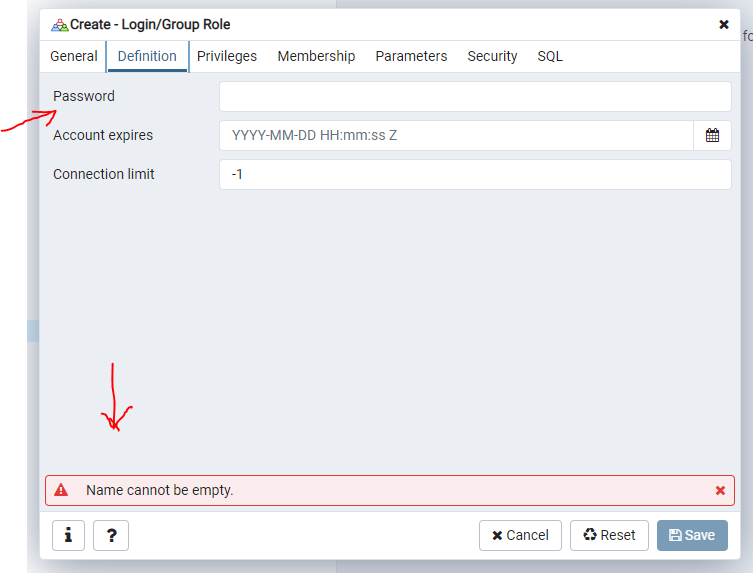 Create - Login/Group Role
fo
General Definition Privileges Membership Parameters Security SQL
Password
Account expires YYYY-MM-DD HH:mm:ss Z
Connection limit -1
Name cannot be empty.
i ? Cancel Reset Save